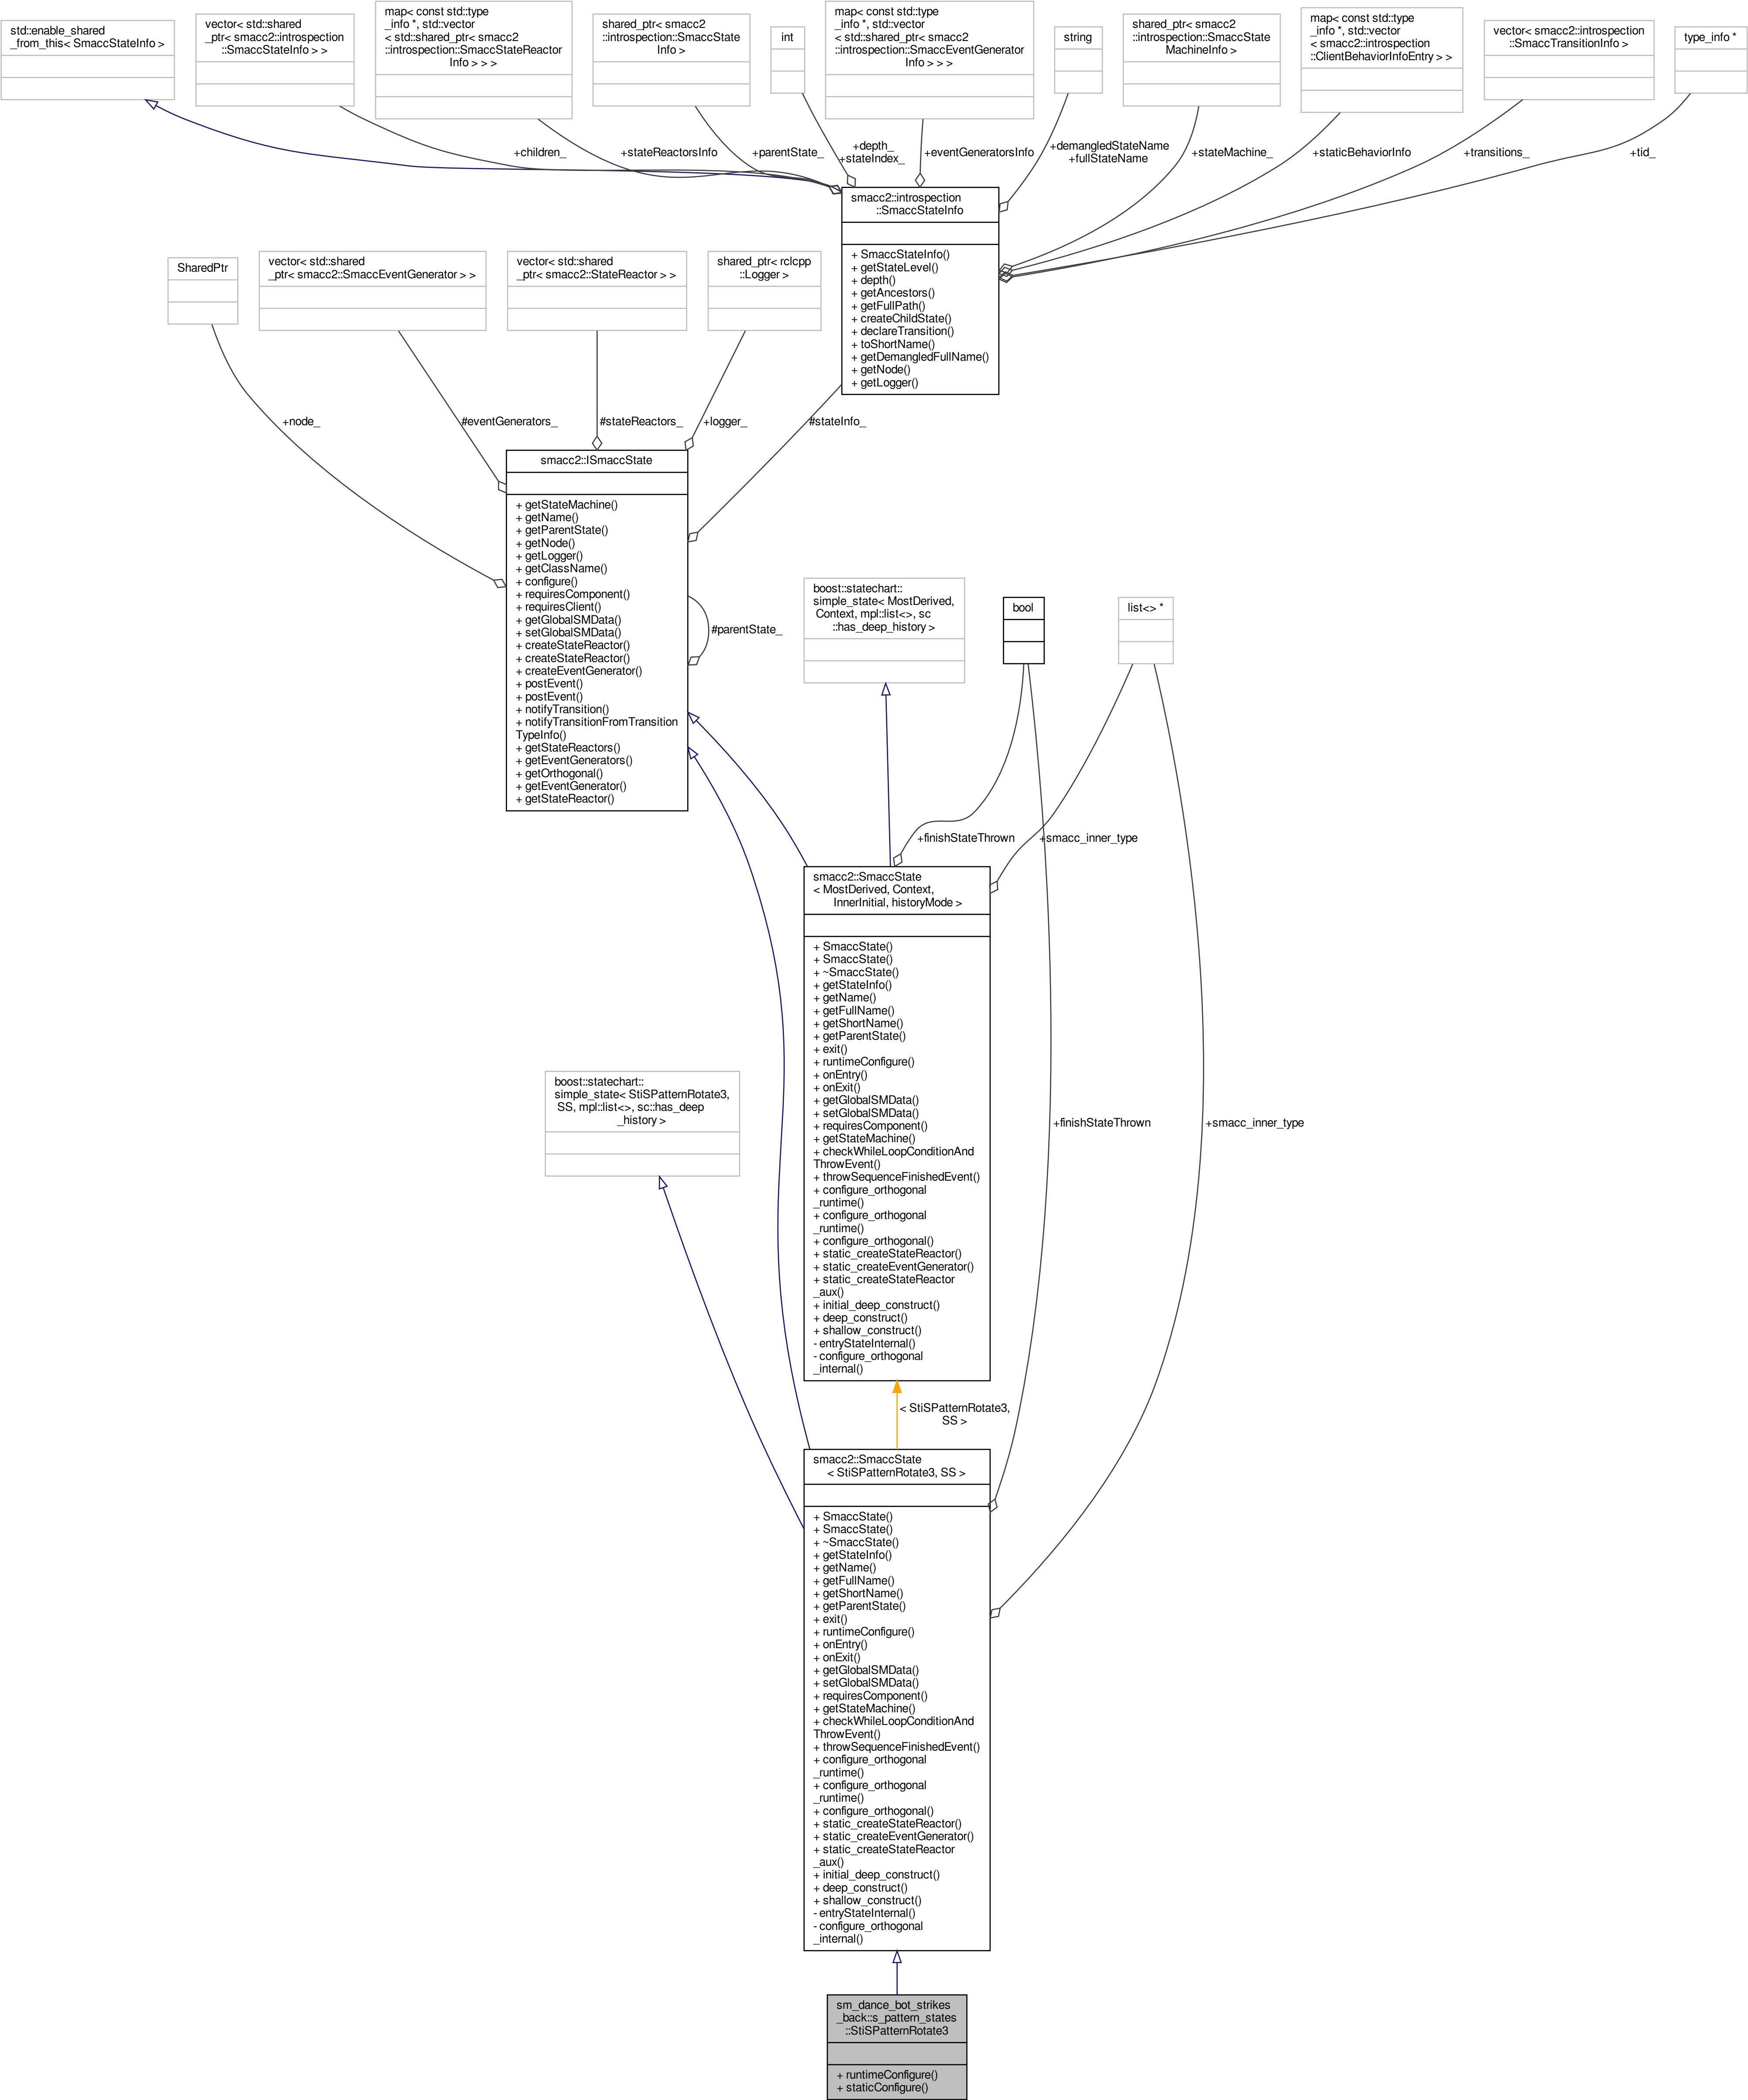 std::enable_shared
_from_this< SmaccStateInfo >
vector< std::shared
_ptr< smacc2::introspection
::SmaccStateInfo > >
map< const std::type
_info *, std::vector
< std::shared_ptr< smacc2
::introspection::SmaccStateReactor
Info > > >
shared_ptr< smacc2
::introspection::SmaccState
Info >
int
map< const std::type
_info *, std::vector
< std::shared_ptr< smacc2
::introspection::SmaccEventGenerator
Info > > >
string
shared_ptr< smacc2
::introspection::SmaccState
MachineInfo >
map< const std::type
_info *, std::vector
< smacc2::introspection
::ClientBehaviorInfoEntry > >
vector< smacc2::introspection
::SmaccTransitionInfo >
type_info *
+children_
+stateReactorsInfo
+parentState_
+depth_
+stateIndex_
+eventGeneratorsInfo
+demangledStateName
+fullStateName
+stateMachine_
+staticBehaviorInfo
+transitions_
+tid_
smacc2::introspection
::SmaccStateInfo
+ SmaccStateInfo()
+ getStateLevel()
+ depth()
+ getAncestors()
+ getFullPath()
+ createChildState()
+ declareTransition()
+ toShortName()
+ getDemangledFullName()
+ getNode()
+ getLogger()
SharedPtr
vector< std::shared
_ptr< smacc2::SmaccEventGenerator > >
vector< std::shared
_ptr< smacc2::StateReactor > >
shared_ptr< rclcpp
::Logger >
+node_
#eventGenerators_
#stateReactors_
+logger_
#stateInfo_
smacc2::ISmaccState
+ getStateMachine()
+ getName()
+ getParentState()
+ getNode()
+ getLogger()
+ getClassName()
+ configure()
+ requiresComponent()
+ requiresClient()
+ getGlobalSMData()
+ setGlobalSMData()
+ createStateReactor()
+ createStateReactor()
+ createEventGenerator()
+ postEvent()
+ postEvent()
+ notifyTransition()
+ notifyTransitionFromTransition
TypeInfo()
+ getStateReactors()
+ getEventGenerators()
+ getOrthogonal()
+ getEventGenerator()
+ getStateReactor()
#parentState_
boost::statechart::
simple_state< MostDerived,
Context, mpl::list<>, sc
::has_deep_history >
bool
list<> *
+finishStateThrown
+smacc_inner_type
smacc2::SmaccState
< MostDerived, Context,
InnerInitial, historyMode >
+ SmaccState()
+ SmaccState()
+ ~SmaccState()
+ getStateInfo()
+ getName()
+ getFullName()
+ getShortName()
+ getParentState()
+ exit()
+ runtimeConfigure()
+ onEntry()
+ onExit()
+ getGlobalSMData()
+ setGlobalSMData()
+ requiresComponent()
+ getStateMachine()
+ checkWhileLoopConditionAnd
ThrowEvent()
+ throwSequenceFinishedEvent()
+ configure_orthogonal
_runtime()
+ configure_orthogonal
_runtime()
+ configure_orthogonal()
+ static_createStateReactor()
+ static_createEventGenerator()
+ static_createStateReactor
_aux()
+ initial_deep_construct()
+ deep_construct()
+ shallow_construct()
- entryStateInternal()
- configure_orthogonal
_internal()
boost::statechart::
simple_state< StiSPatternRotate3,
SS, mpl::list<>, sc::has_deep
_history >
+finishStateThrown
+smacc_inner_type
< StiSPatternRotate3,
SS >
smacc2::SmaccState
< StiSPatternRotate3, SS >
+ SmaccState()
+ SmaccState()
+ ~SmaccState()
+ getStateInfo()
+ getName()
+ getFullName()
+ getShortName()
+ getParentState()
+ exit()
+ runtimeConfigure()
+ onEntry()
+ onExit()
+ getGlobalSMData()
+ setGlobalSMData()
+ requiresComponent()
+ getStateMachine()
+ checkWhileLoopConditionAnd
ThrowEvent()
+ throwSequenceFinishedEvent()
+ configure_orthogonal
_runtime()
+ configure_orthogonal
_runtime()
+ configure_orthogonal()
+ static_createStateReactor()
+ static_createEventGenerator()
+ static_createStateReactor
_aux()
+ initial_deep_construct()
+ deep_construct()
+ shallow_construct()
- entryStateInternal()
- configure_orthogonal
_internal()
sm_dance_bot_strikes
_back::s_pattern_states
::StiSPatternRotate3
+ runtimeConfigure()
+ staticConfigure()